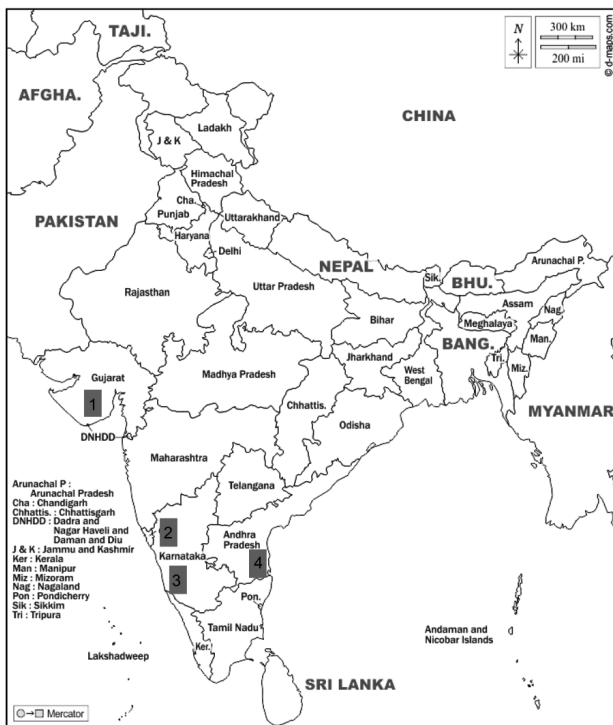 TAJI.
N
300 km
200 mi
© d-maps.com
AFGHA.
CHINA
Ladakh
J & K
Himachal
Pradesh
Cha.
PAKISTAN
Punjab
Uttarakhand
Haryana
Delhi
NEPAL
Sik.
BHU.
Arunachal P.
Rajasthan
Uttar Pradesh
Assam
Nag.
Bihar
Meghalaya
Man.
BANG.
Tri.
Miz.
Gujarat
Madhya Pradesh
Jharkhand
West
Bengal
1
Chhattis.
MYANMAR
DNHDD
Odisha
Maharashtra
Telangana
Arunachal P :
Arunachal Pradesh
Cha : Chandigarh
Chhattis. : Chhattisgarh
DNHDD : Dadra and
Nagar Haveli and
Daman and Diu
J & K : Jammu and Kashmir
Ker : Kerala
Man : Manipur
Miz : Mizoram
Nag : Nagaland
Pon : Pondicherry
Sik : Sikkim
Tri : Tripura
2
Andhra
Pradesh
Karnataka
4
3
Pon.
Tamil Nadu
Ker.
Lakshadweep
Andaman and
Nicobar Islands
SRI LANKA
Mercator